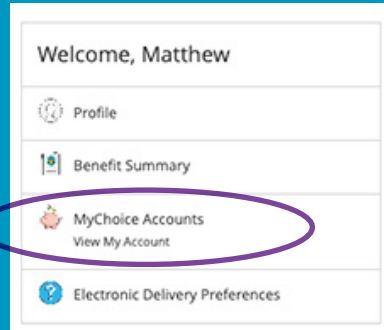 Welcome, Matthew
Profile
Benefit Summary
MyChoice Accounts
View My Account
Electronic Delivery Preferences